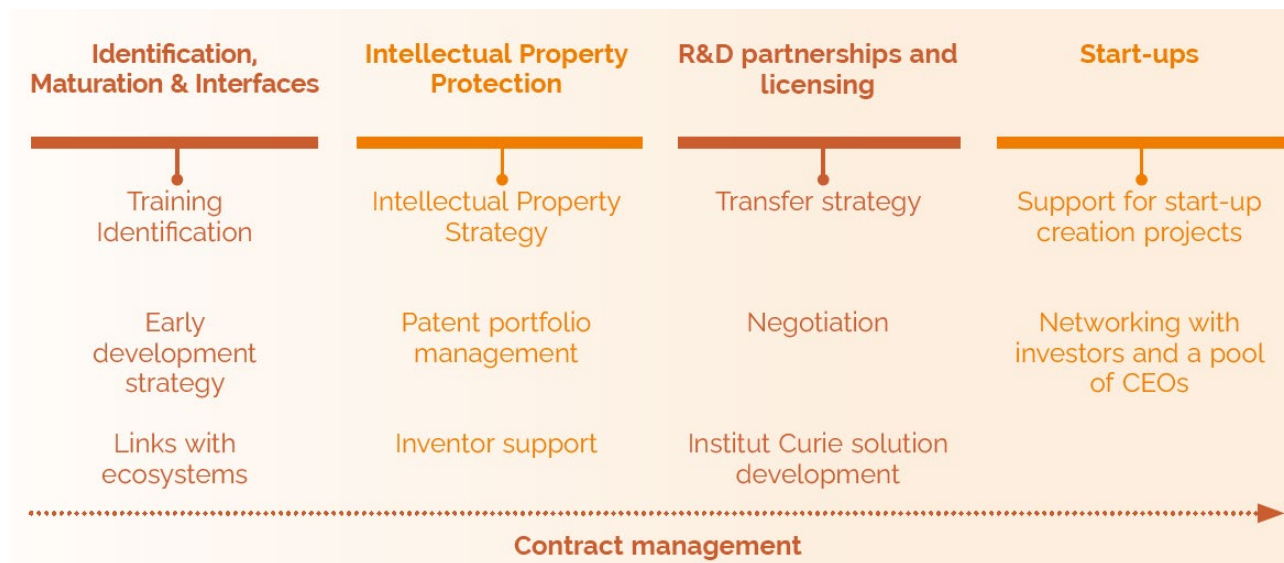 Identification,
Maturation & Interfaces
Training
Identification
Early
development
strategy
Links with
ecosystems
Intellectual Property
Protection
Intellectual Property
Strategy
Patent portfolio
management
Inventor support
R&D partnerships and
licensing
Transfer strategy
Negotiation
Institut Curie solution
development
Start-ups
Support for start-up
creation projects
Networking with
investors and a pool
of CEOs
Contract management